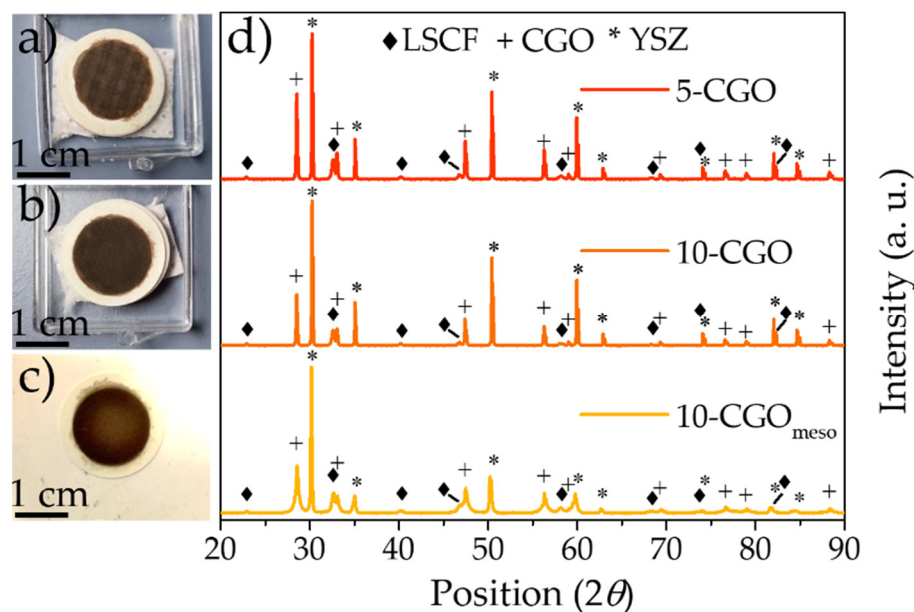 a)
1 cm
b)
1 cm
c)
1 cm
d)
♦LSCF + CGO * YSZ
5-CGO
10-CGO
10-CGOmeso
20 30 40 50 60 70 80 90
Position (2θ)
Intensity (a. u.)